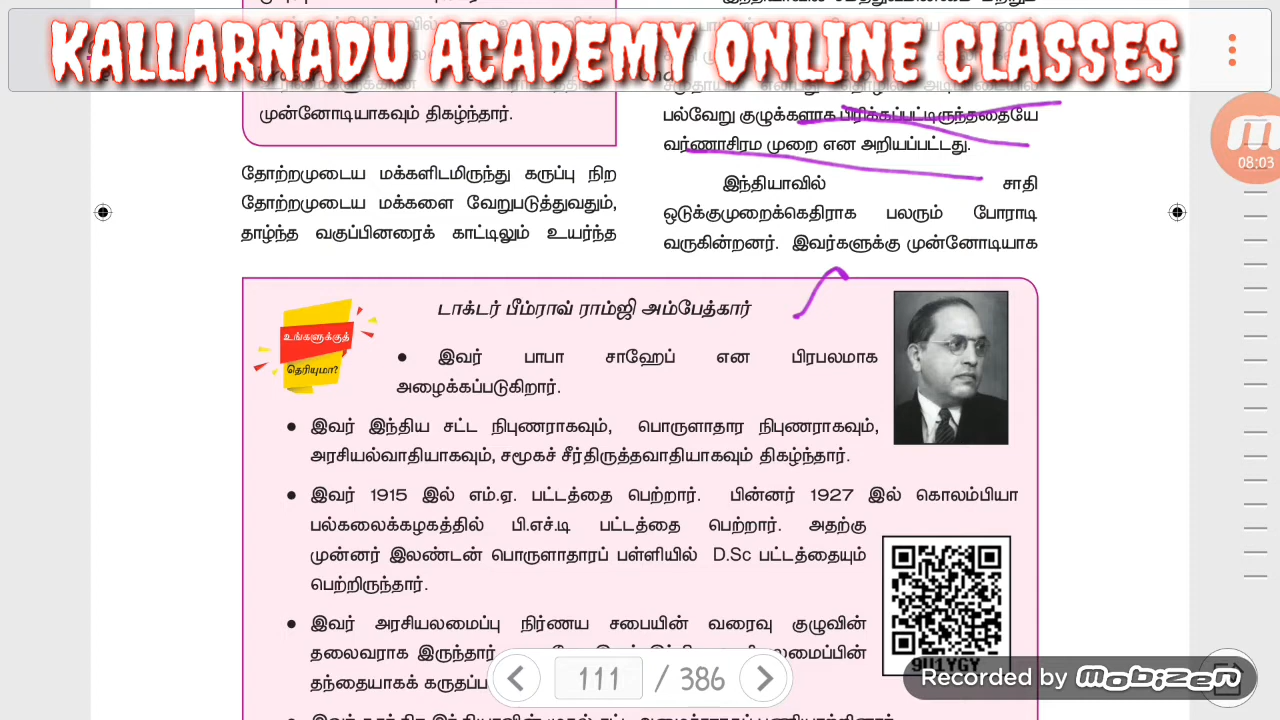 KALLARNADU ACADEMY ONLINE CLASSES
முன்னோடியாகவும் திகழ்ந்தார்.
தோற்றமுடைய மக்களிடமிருந்து கருப்பு நிற
தோற்றமுடைய மக்களை வேறுபடுத்துவதும்,
தாழ்ந்த வகுப்பினரைக் காட்டிலும் உயர்ந்த
பல்வேறு குழுக்களாக பிரிக்கப்பட்டிருந்ததையே
வர்ணாசிரம முறை என அறியப்பட்டது.
இந்தியாவில் சாதி
ஒடுக்குமுறைக்கெதிராக பலரும் போராடி
வருகின்றனர். இவர்களுக்கு முன்னோடியாக
08:03
உங்களுக்குத்
தெரியுமா?
டாக்டர் பீம்ராவ் ராம்ஜி அம்பேத்கார்
• இவர் பாபா சாஹேப் என பிரபலமாக
அழைக்கப்படுகிறார்.
• இவர் இந்திய சட்ட நிபுணராகவும், பொருளாதார நிபுணராகவும்,
அரசியல்வாதியாகவும், சமூகச் சீர்திருத்தவாதியாகவும் திகழ்ந்தார்.
• இவர் 1915 இல் எம்.ஏ. பட்டத்தை பெற்றார். பின்னர் 1927 இல் கொலம்பியா
பல்கலைக்கழகத்தில் பி.எச்.டி பட்டத்தை பெற்றார். அதற்கு
முன்னர் இலண்டன் பொருளாதாரப் பள்ளியில் D.Sc பட்டத்தையும்
பெற்றிருந்தார்.
• இவர் அரசியலமைப்பு நிர்ணய சபையின் வரைவு குழுவின்
தலைவராக இருந்தார்
தந்தையாகக்
9U1YGY
111 / 386
Recorded by mobizen